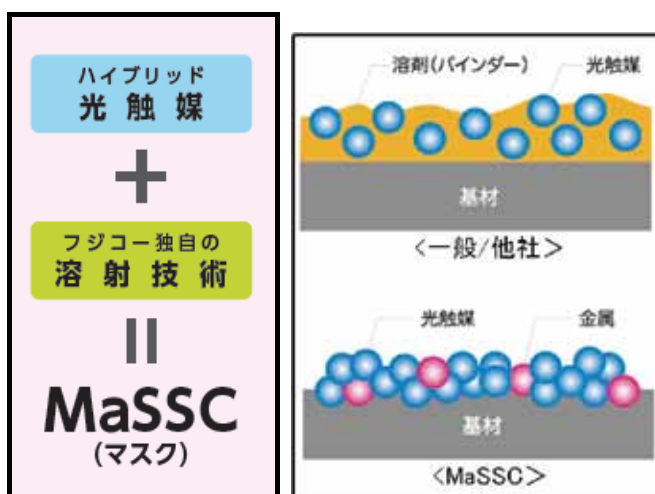 ハイブリッド
光触媒
+
フジコー独自の
溶射技術
=
MaSSC
(マスク)
溶剤(バインダー)
光触媒
基材
<一般/他社>
光触媒
金属
基材
<MaSSC>